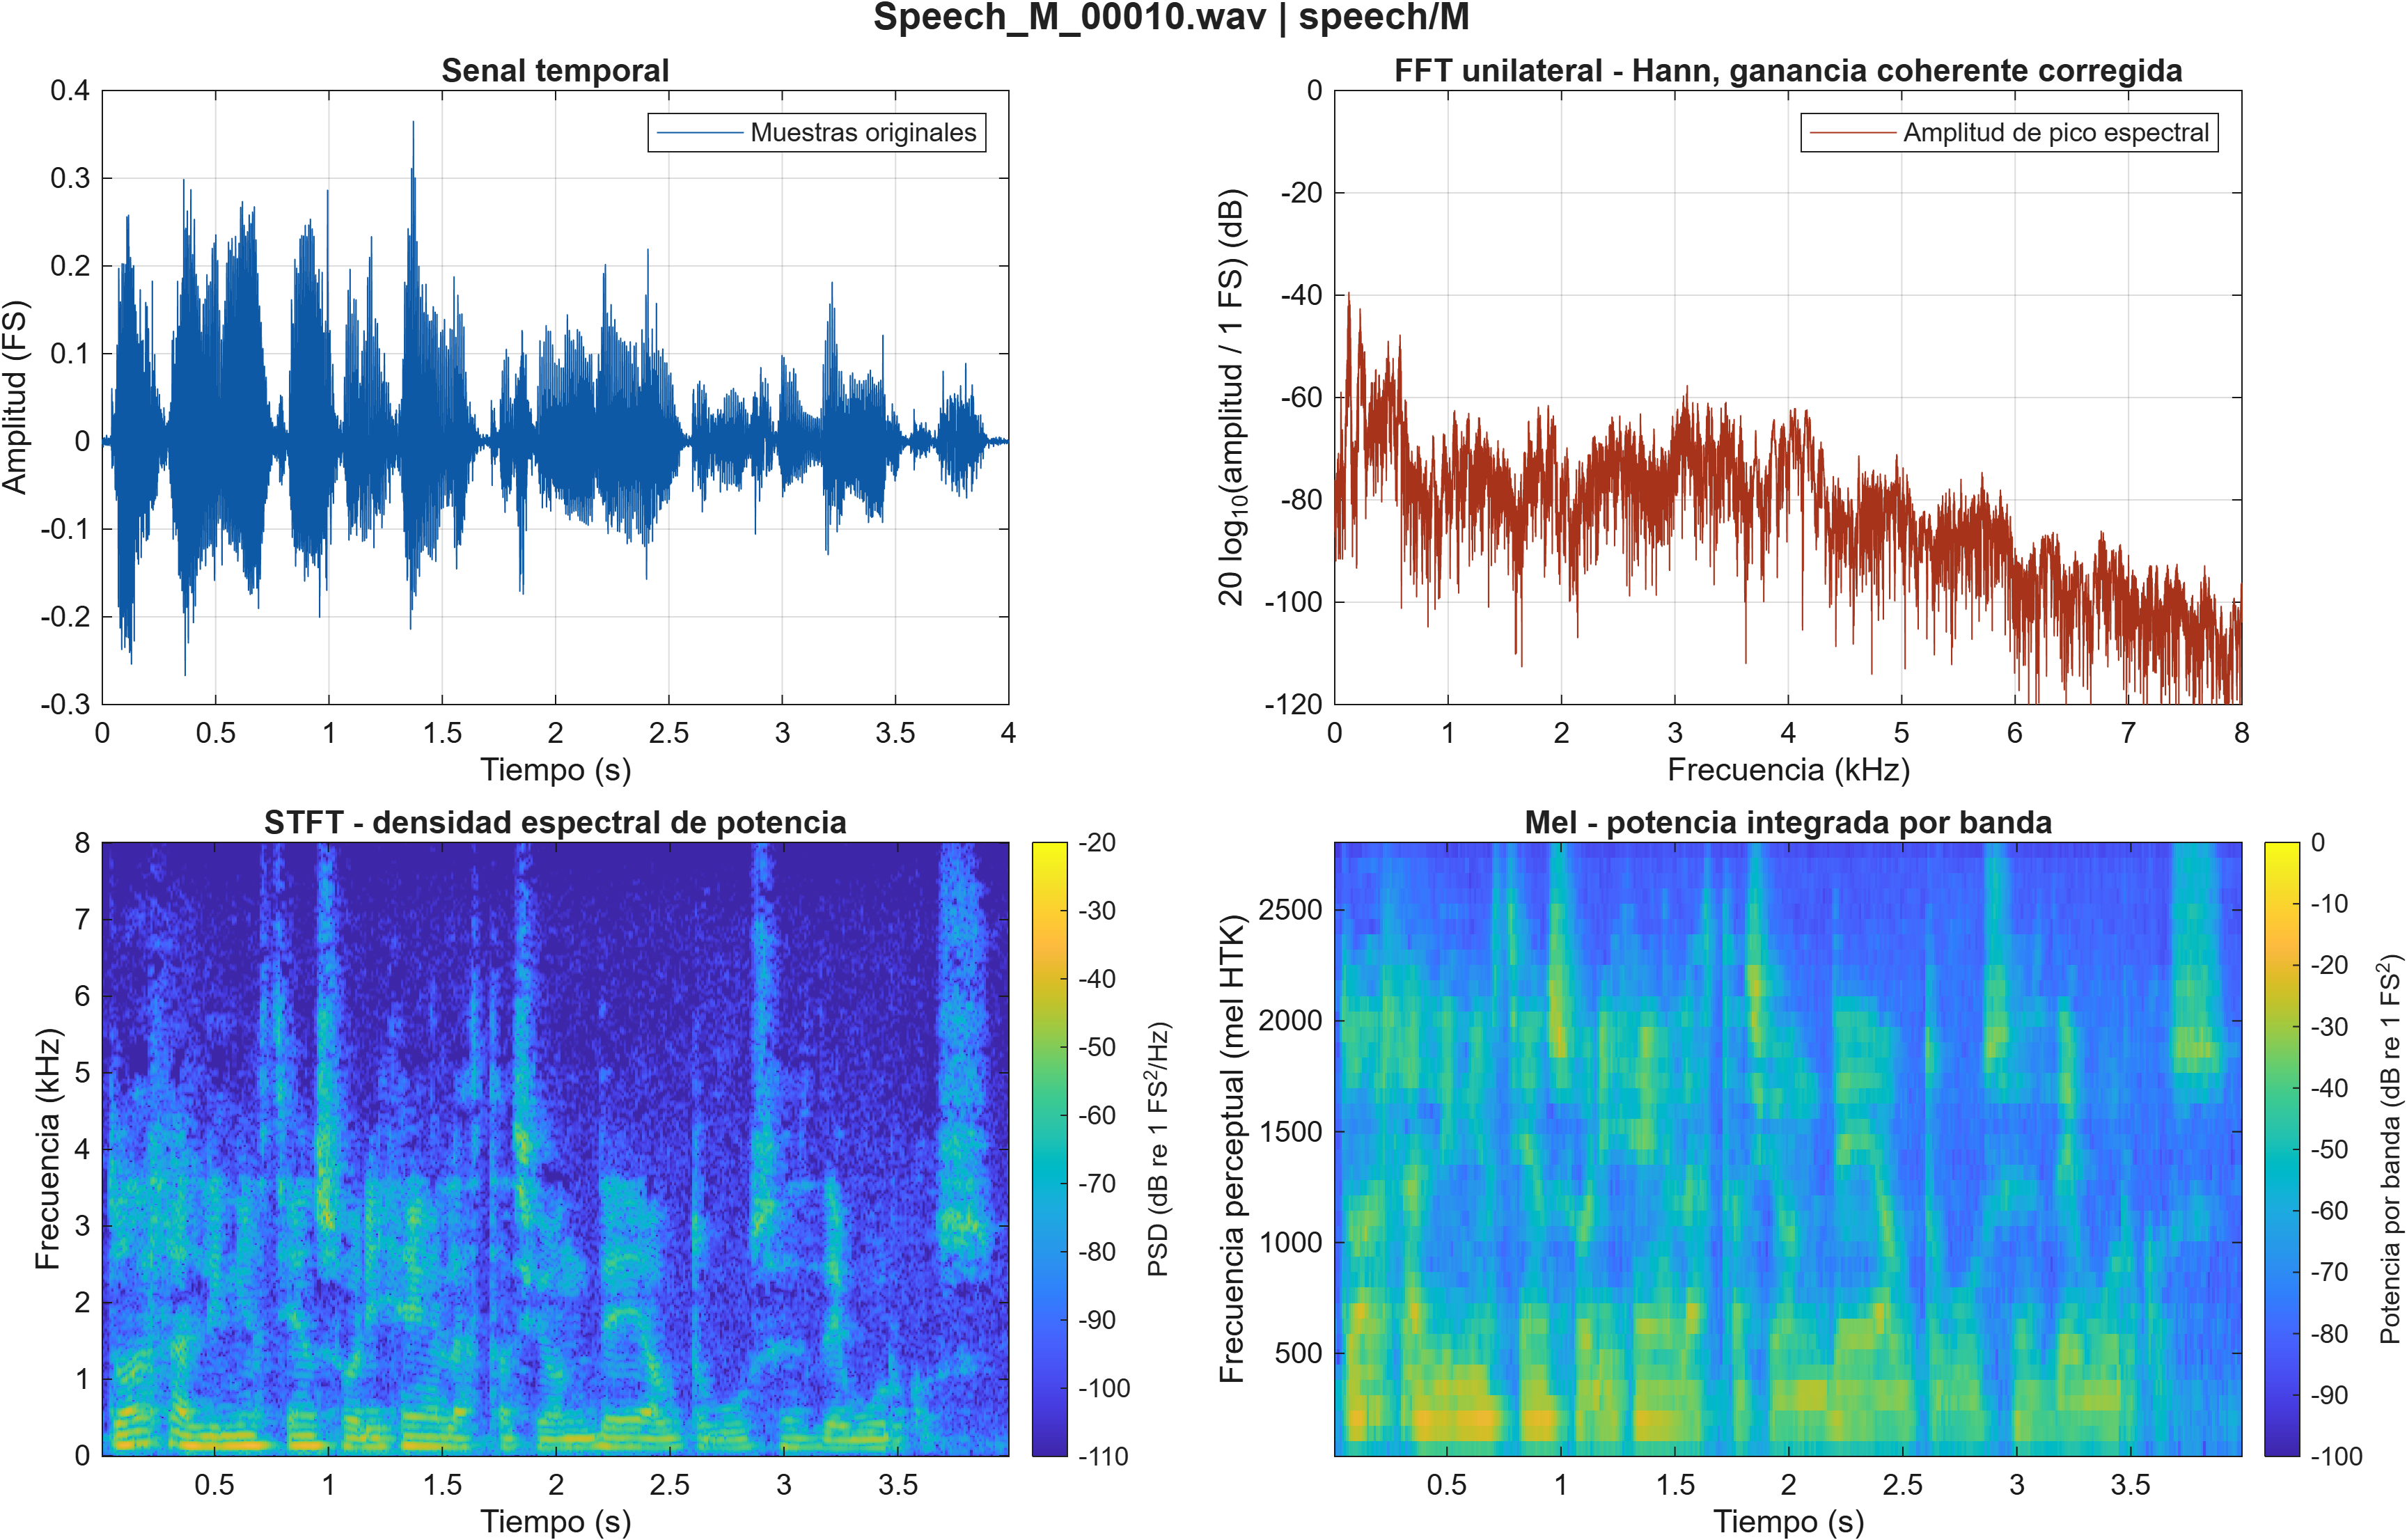 Speech_M_00010.wav | speech/M
Senal temporal
Muestras originales
Amplitud (FS)
0.4
0.3
0.2
0.1
0
-0.1
-0.2
-0.3
0 0.5 1 1.5 2 2.5 3 3.5 4
Tiempo (s)
FFT unilateral - Hann, ganancia coherente corregida
Amplitud de pico espectral
20 log10(amplitud / 1 FS) (dB)
0
-20
-40
-60
-80
-100
-120
0 1 2 3 4 5 6 7 8
Frecuencia (kHz)
STFT - densidad espectral de potencia
Frecuencia (kHz)
8
7
6
5
4
3
2
1
0
0.5 1 1.5 2 2.5 3 3.5
Tiempo (s)
-20
-30
-40
-50
-60
-70
-80
-90
-100
-110
PSD (dB re 1 FS²/Hz)
Mel - potencia integrada por banda
Frecuencia perceptual (mel HTK)
2500
2000
1500
1000
500
0.5 1 1.5 2 2.5 3 3.5
Tiempo (s)
0
-10
-20
-30
-40
-50
-60
-70
-80
-90
-100
Potencia por banda (dB re 1 FS²)